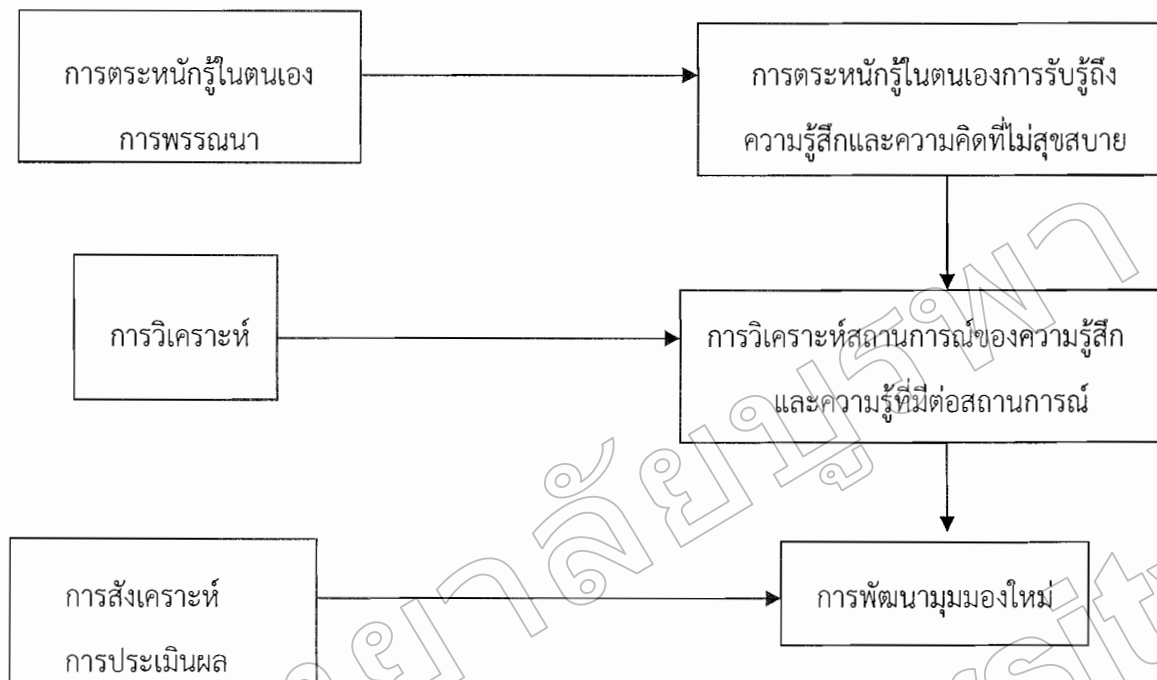 การตระหนักรู้ในตนเอง
การพรรณนา
การตระหนักรู้ในตนเองการรับรู้ถึง
ความรู้สึกและความคิดที่ไม่สุขสบาย
การวิเคราะห์
การวิเคราะห์สถานการณ์ของความรู้สึก
และความรู้ที่มีต่อสถานการณ์
การสังเคราะห์
การประเมินผล
การพัฒนามุมมองใหม่
ยาลัยบูรพา